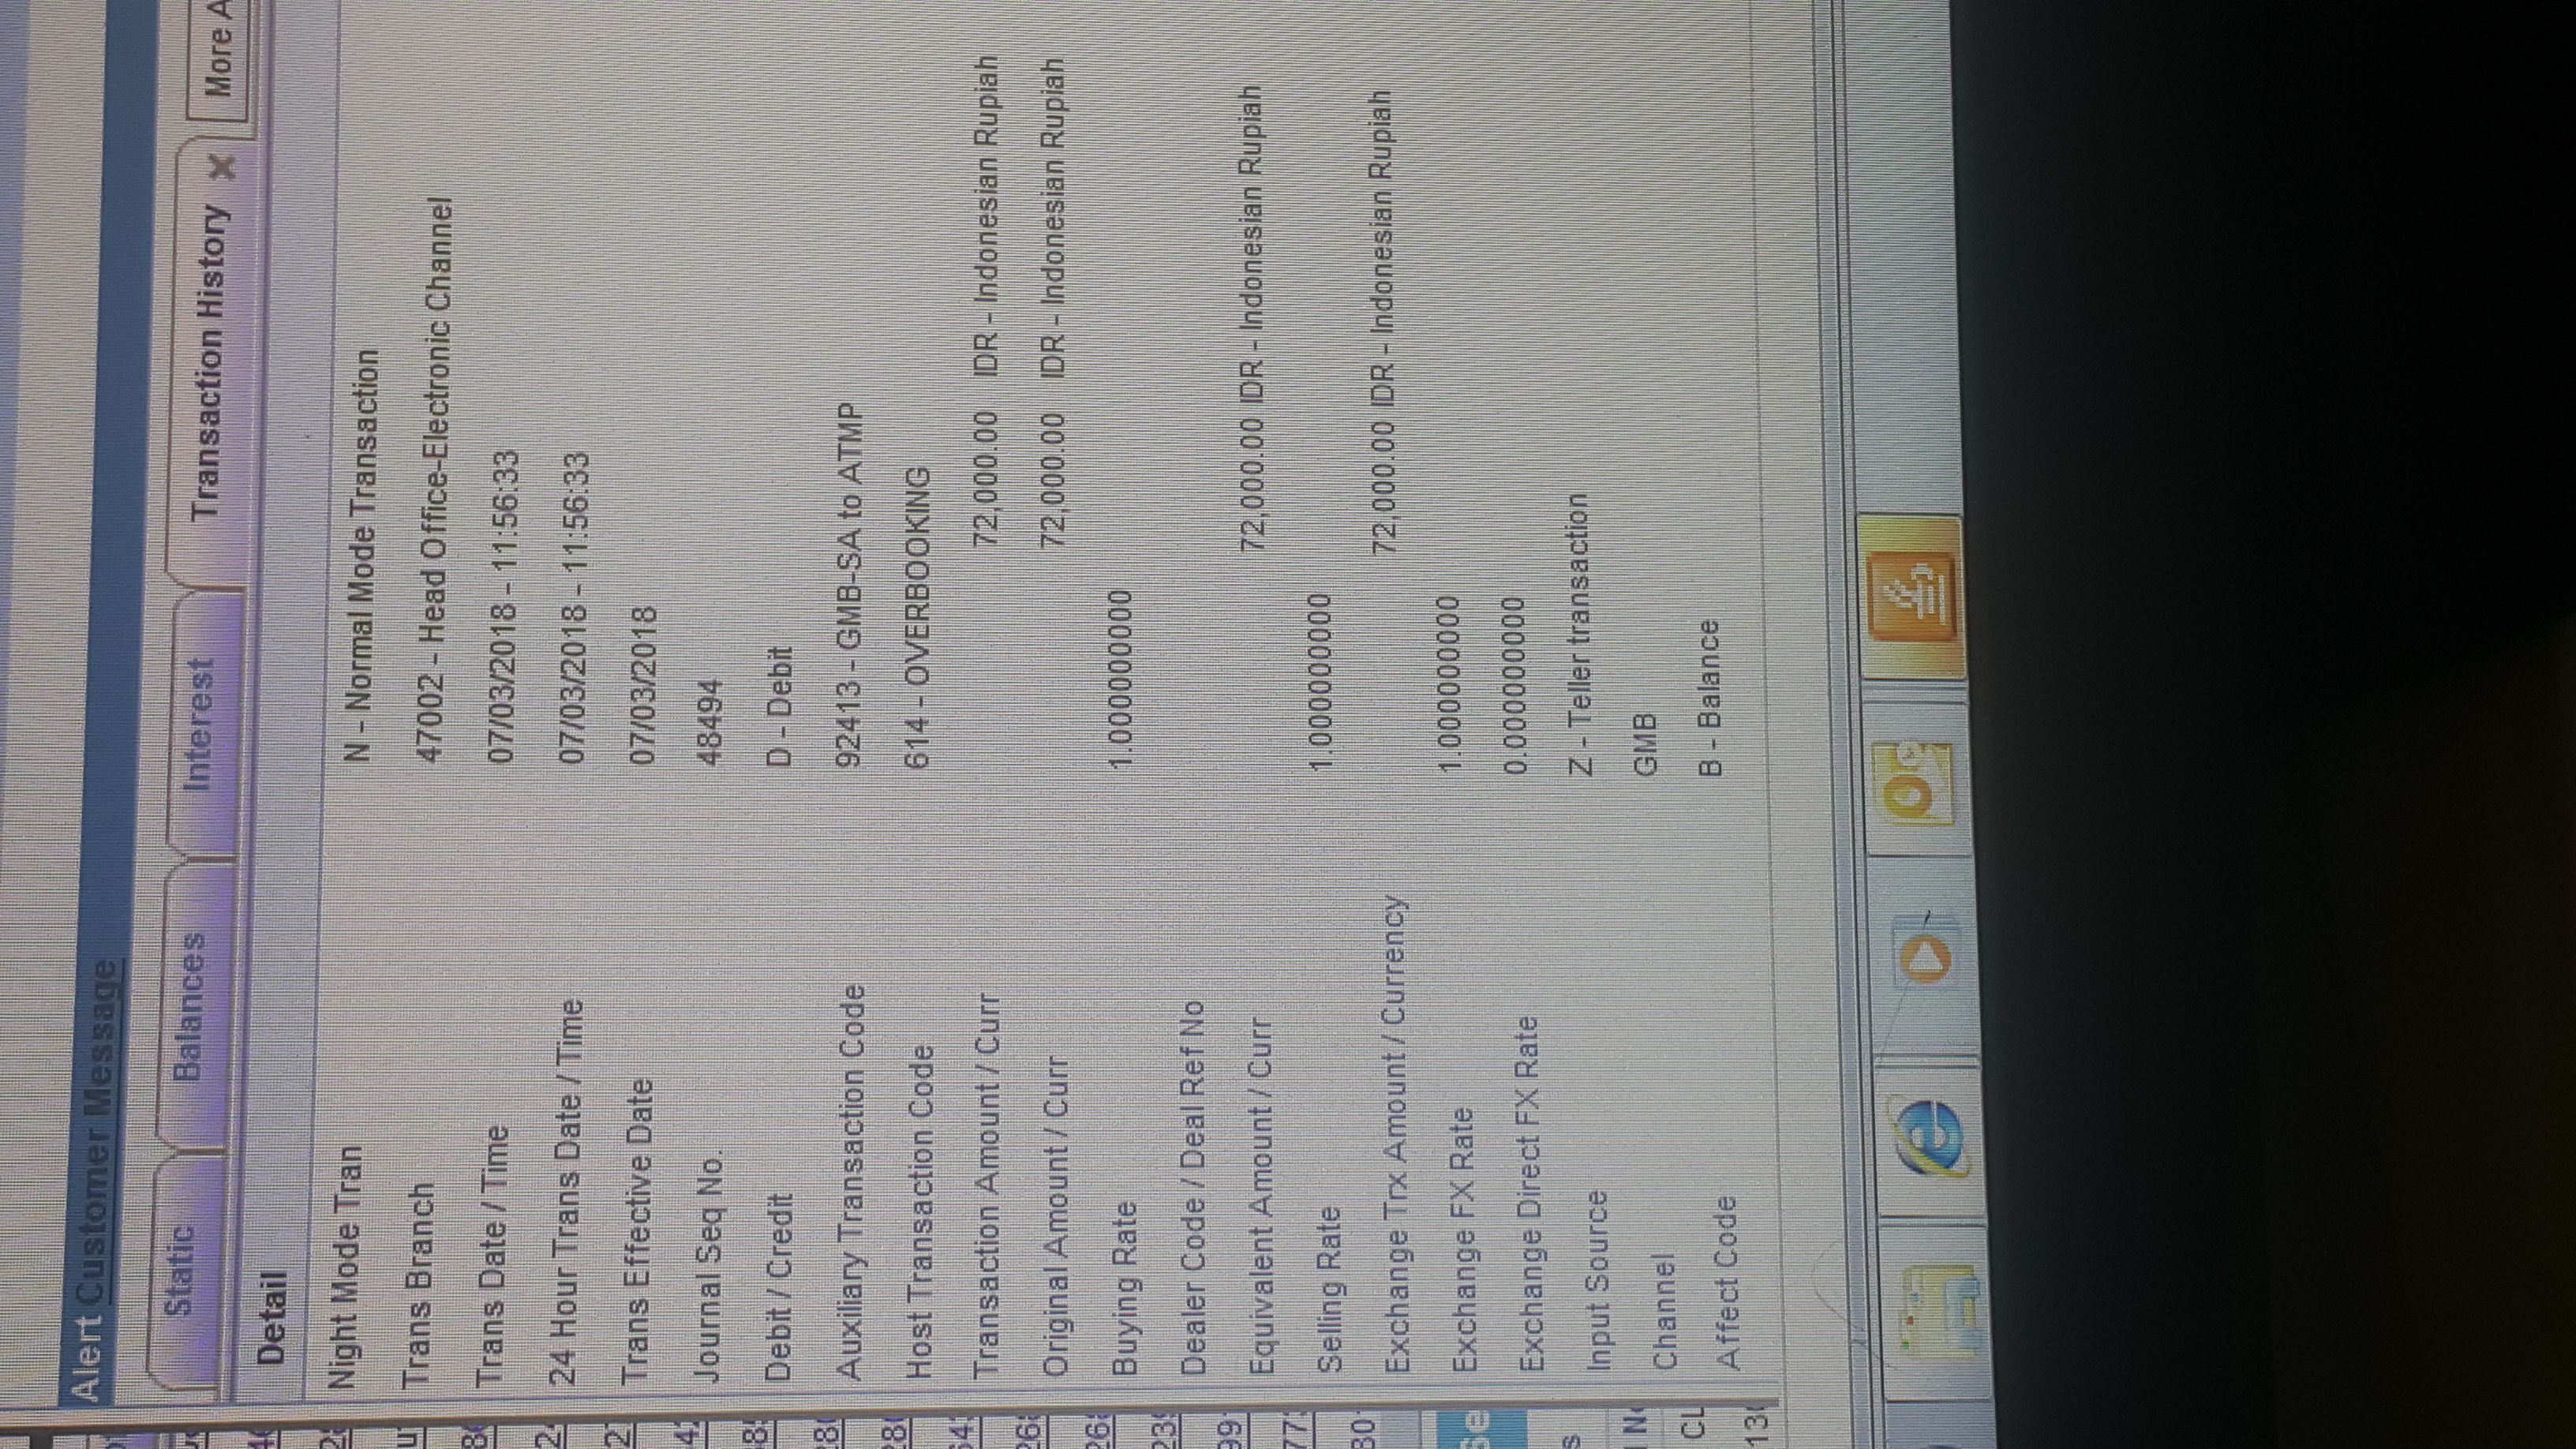 Alert Customer Message
Static Balances Interest Transaction History More A
Detail
Night Mode Tran N - Normal Mode Transaction
Trans Branch 47002 - Head Office-Electronic Channel
Trans Date / Time 07/03/2018 - 11:56:33
24 Hour Trans Date / Time 07/03/2018 - 11:56:33
Trans Effective Date 07/03/2018
Journal Seq No. 48494
Debit / Credit D - Debit
Auxiliary Transaction Code 92413 - GMB-SA to ATMP
Host Transaction Code 614 - OVERBOOKING
Transaction Amount / Curr 72,000.00 IDR - Indonesian Rupiah
Original Amount / Curr 72,000.00 IDR - Indonesian Rupiah
Buying Rate 1.000000000
Dealer Code / Deal Ref No
Equivalent Amount / Curr 72,000.00 IDR - Indonesian Rupiah
Selling Rate 1.000000000
Exchange Trx Amount / Currency 72,000.00 IDR - Indonesian Rupiah
Exchange FX Rate 1.000000000
Exchange Direct FX Rate 0.000000000
Input Source Z - Teller transaction
Channel GMB
Affect Code B - Balance